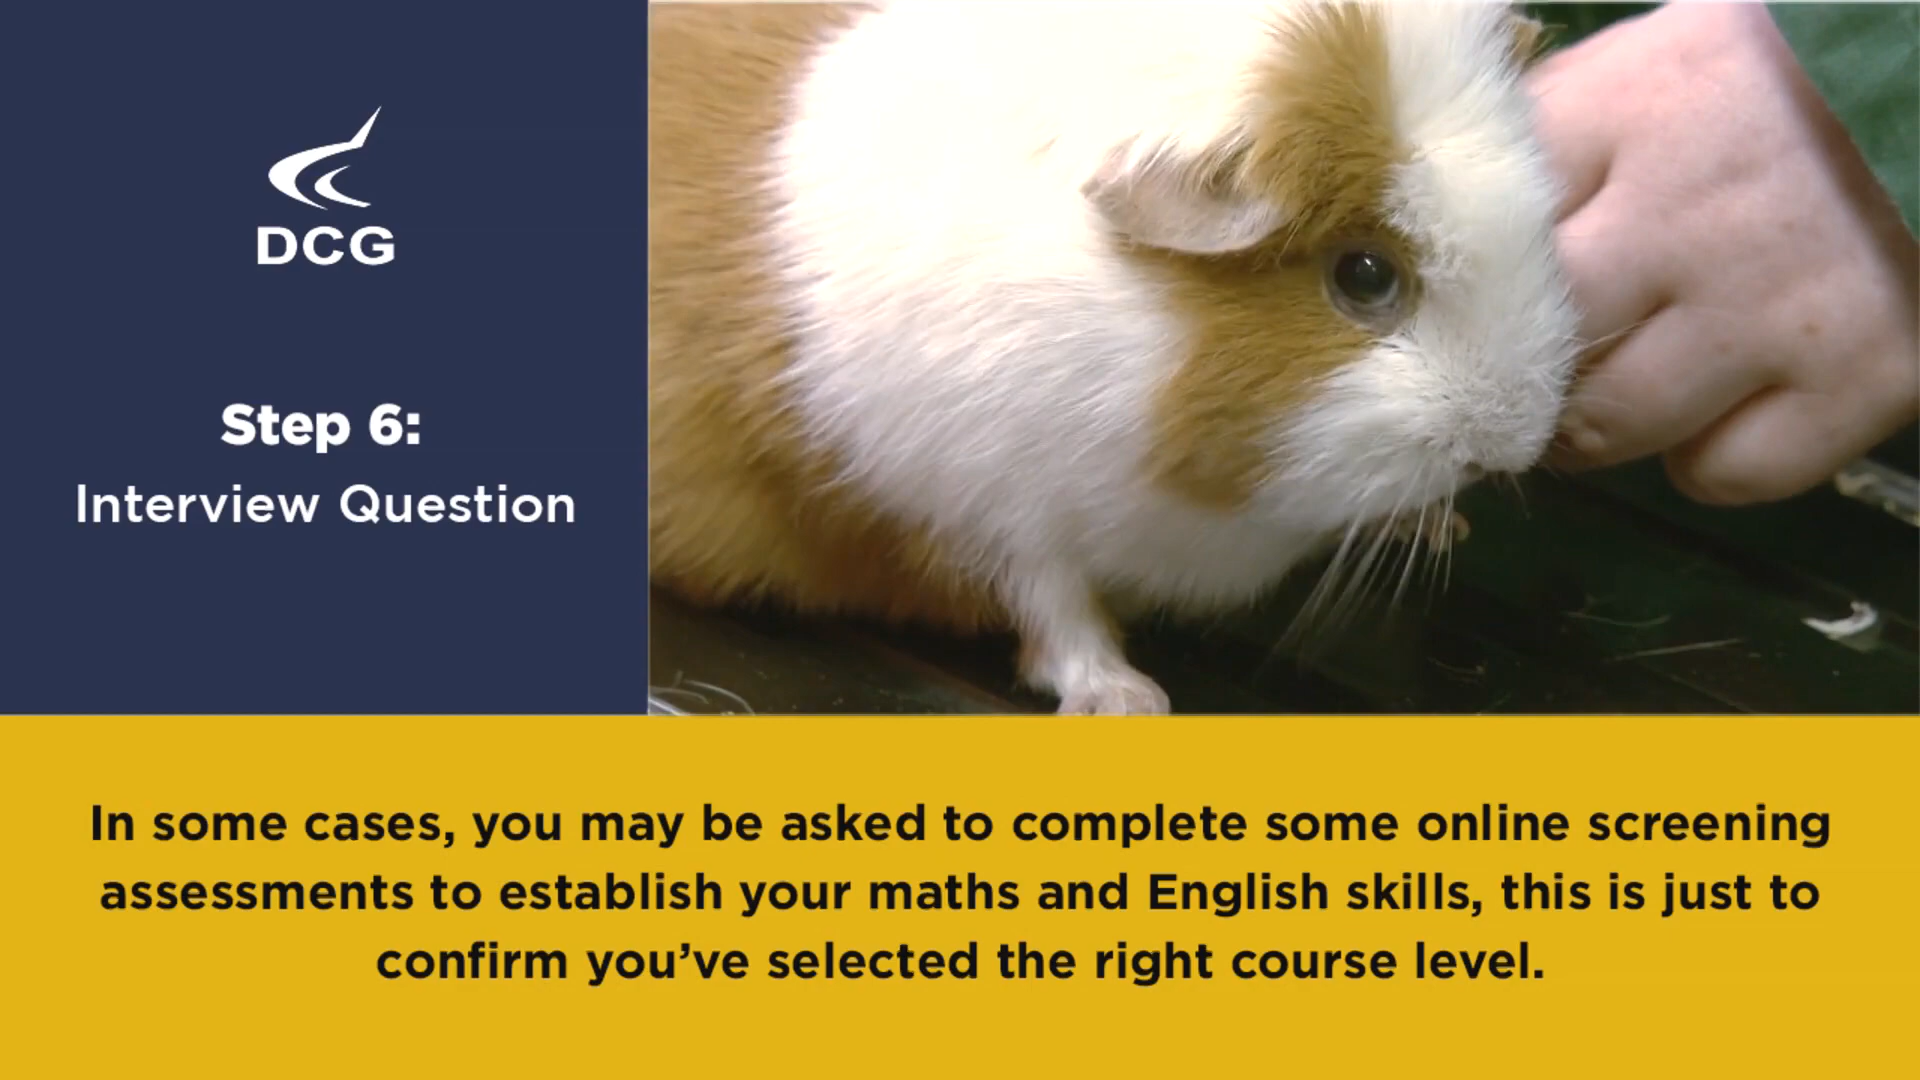 DCG
Step 6:
Interview Question
In some cases, you may be asked to complete some online screening
assessments to establish your maths and English skills, this is just to
confirm you’ve selected the right course level.